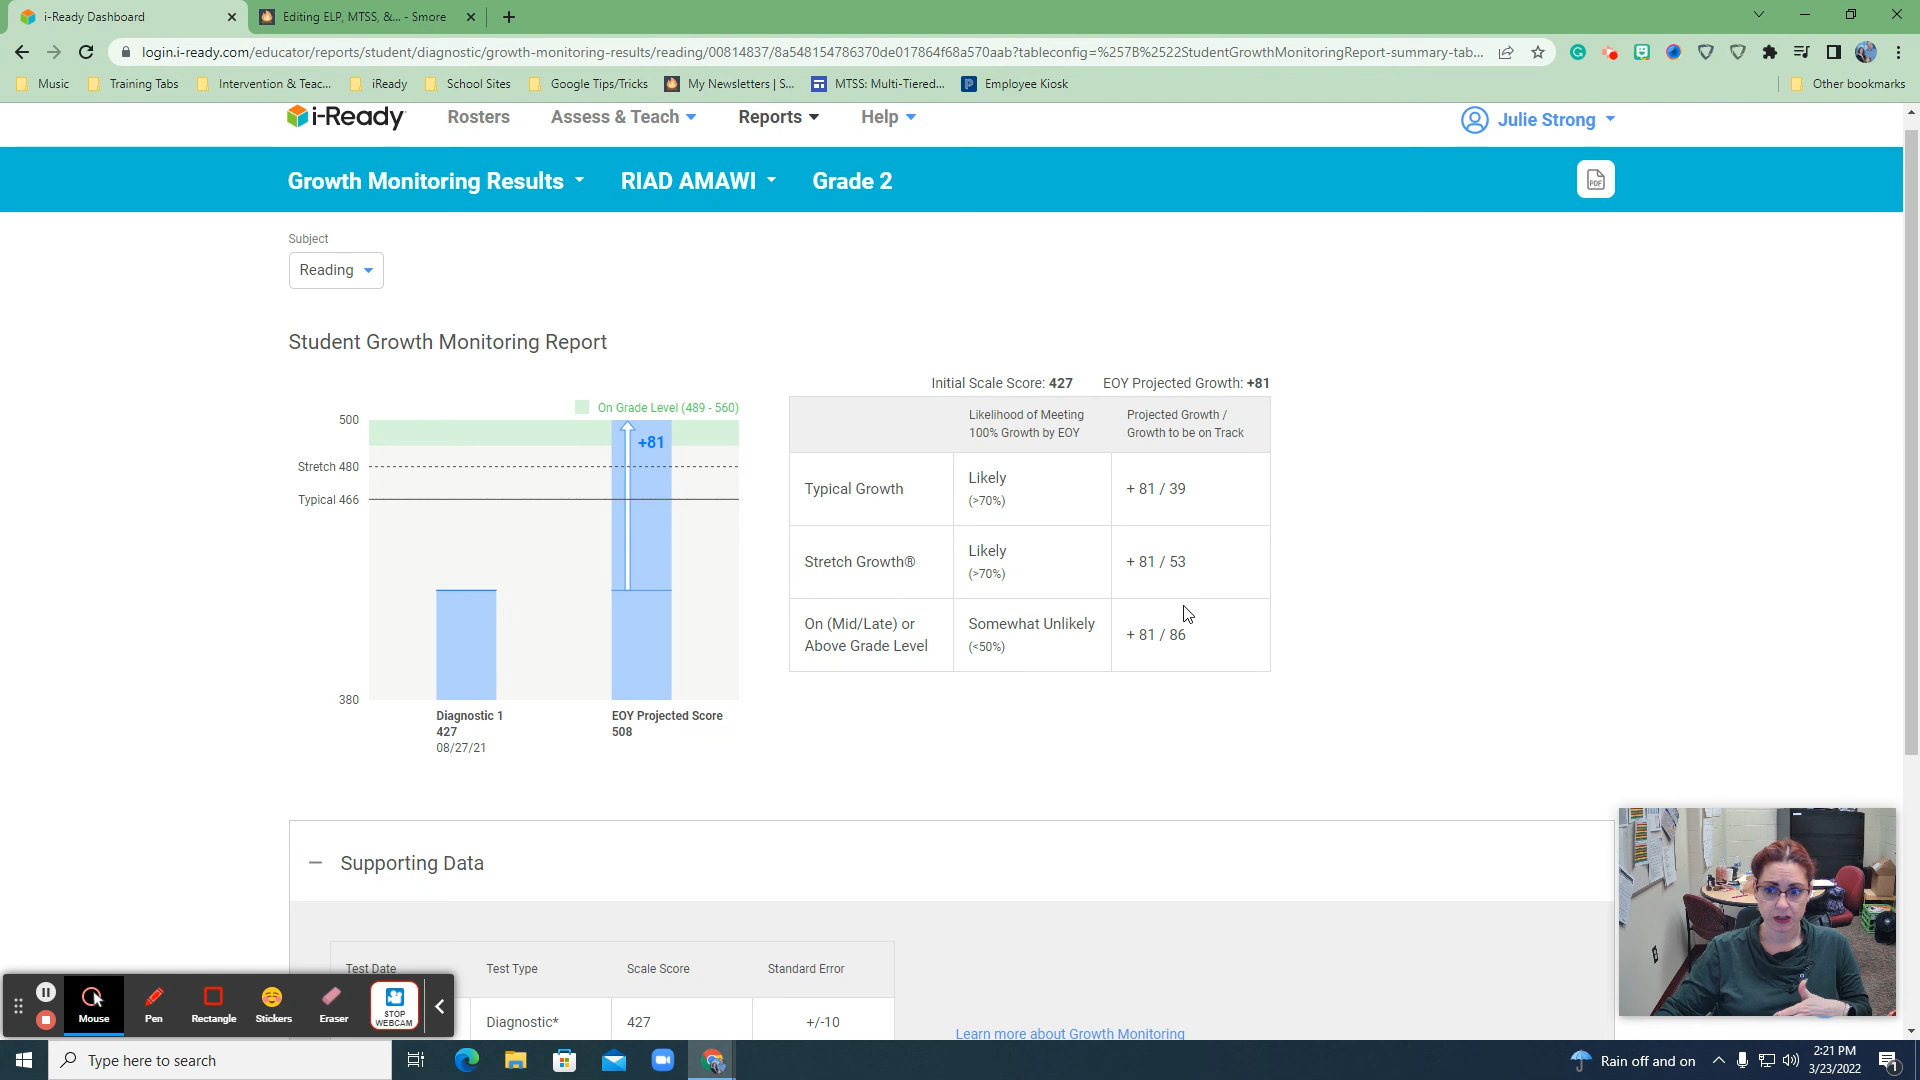 i-Ready Dashboard
Editing ELP, MTSS, &... - Smore
login.i-ready.com/educator/reports/student/diagnostic/growth-monitoring-results/reading/00814837/8a548154786370de017864f68a570aab?tableconfig=%257B%2522StudentGrowthMonitoringReport-summary-tab...
Music Training Tabs Intervention & Teac... iReady School Sites Google Tips/Tricks My Newsletters | S... MTSS: Multi-Tiered... Employee Kiosk Other bookmarks
i-Ready Rosters Assess & Teach Reports Help Julie Strong
Growth Monitoring Results RIAD AMAWI Grade 2
PDF
Subject
Reading
Student Growth Monitoring Report
Initial Scale Score: 427 EOY Projected Growth: +81
On Grade Level (489 - 560)
500
+81
Stretch 480
Typical 466
380
Diagnostic 1
427
08/27/21
EOY Projected Score
508
Likelihood of Meeting
100% Growth by EOY
Projected Growth /
Growth to be on Track
Typical Growth
Likely
(>70%)
+ 81 / 39
Stretch Growth®
Likely
(>70%)
+ 81 / 53
On (Mid/Late) or
Above Grade Level
Somewhat Unlikely
(<50%)
+ 81 / 86
Supporting Data
Test Date Test Type Scale Score Standard Error
Diagnostic* 427 +/-10
Learn more about Growth Monitoring
Mouse Pen Rectangle Stickers Eraser STOP
WEBCAM
Type here to search
Rain off and on
2:21 PM
3/23/2022
1